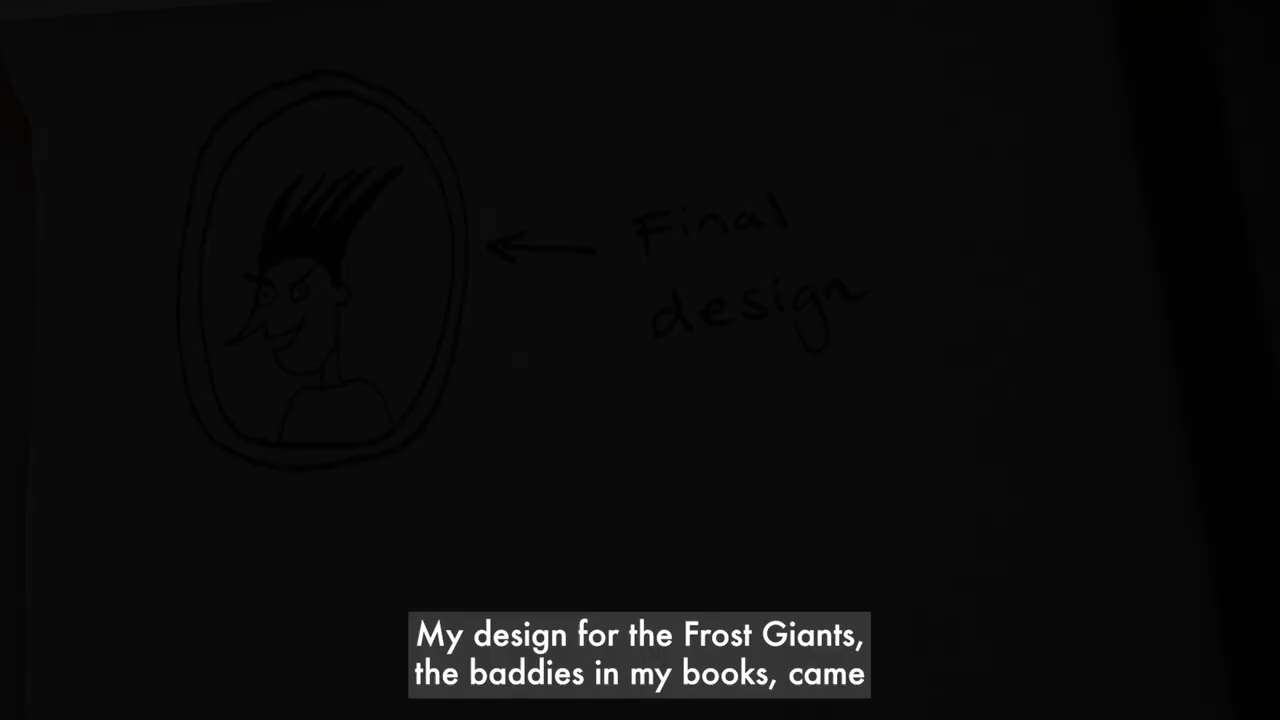 Final
design
My design for the Frost Giants,
the baddies in my books, came